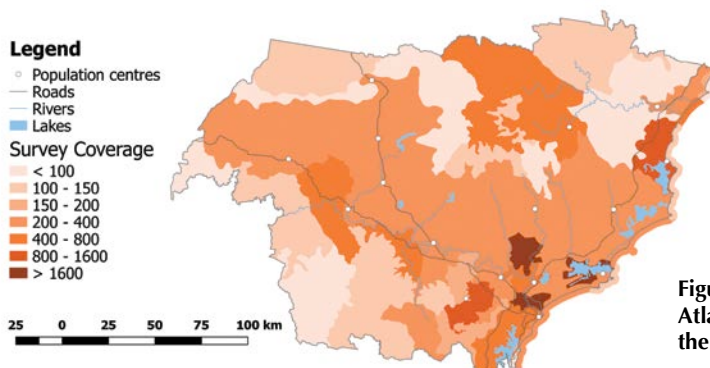 Legend
Population centres
Roads
Rivers
Lakes
Survey Coverage
< 100
100 - 150
150 - 200
200 - 400
400 - 800
800 - 1600
> 1600
25 0 25 50 75 100 km
Figu
Atla
the